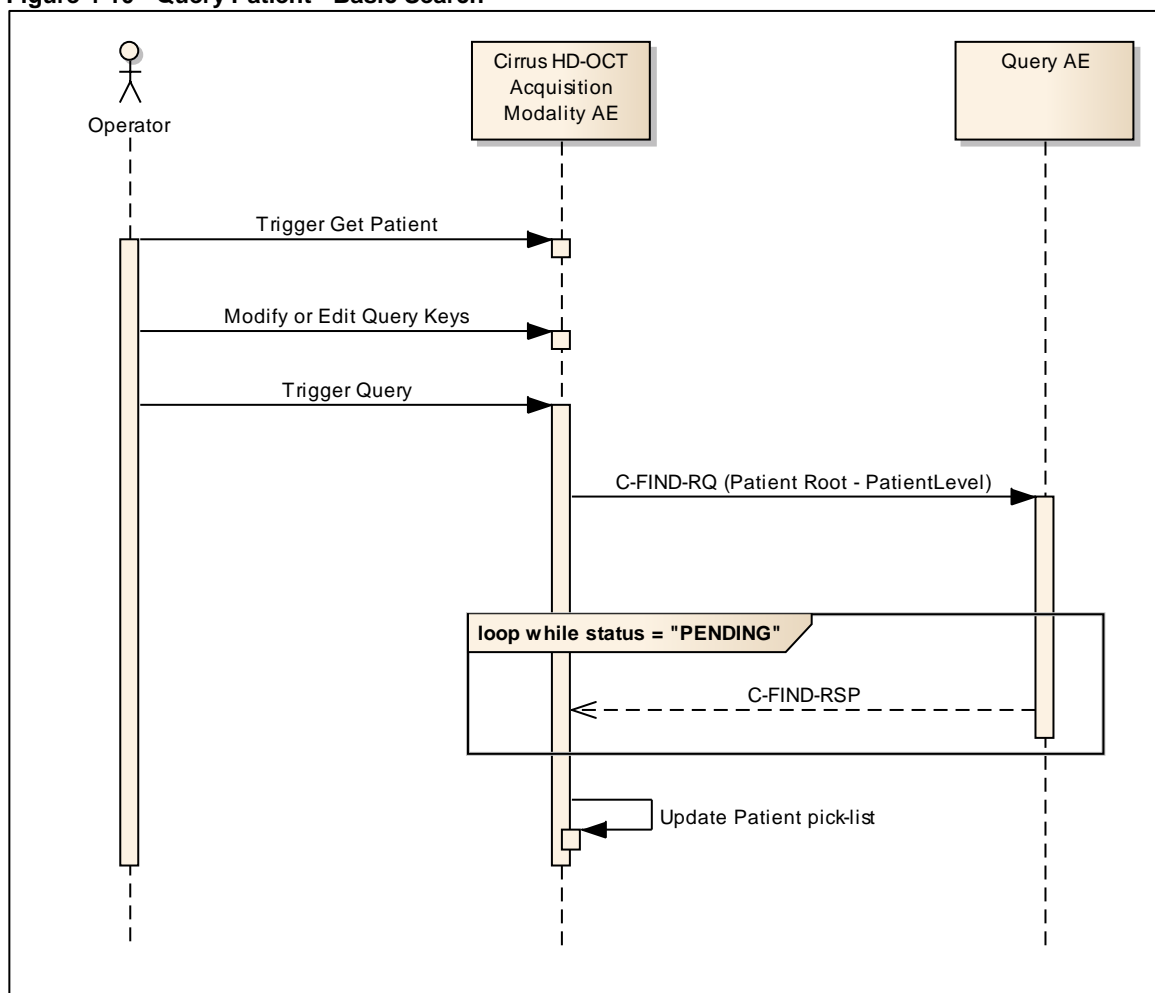 Figure 4-10 - Query Patient - Basic Search
Cirrus HD-OCT
Acquisition
Modality AE
Query AE
Operator
Trigger Get Patient
Modify or Edit Query Keys
Trigger Query
C-FIND-RQ (Patient Root - PatientLevel)
loop while status = "PENDING"
C-FIND-RSP
Update Patient pick-list